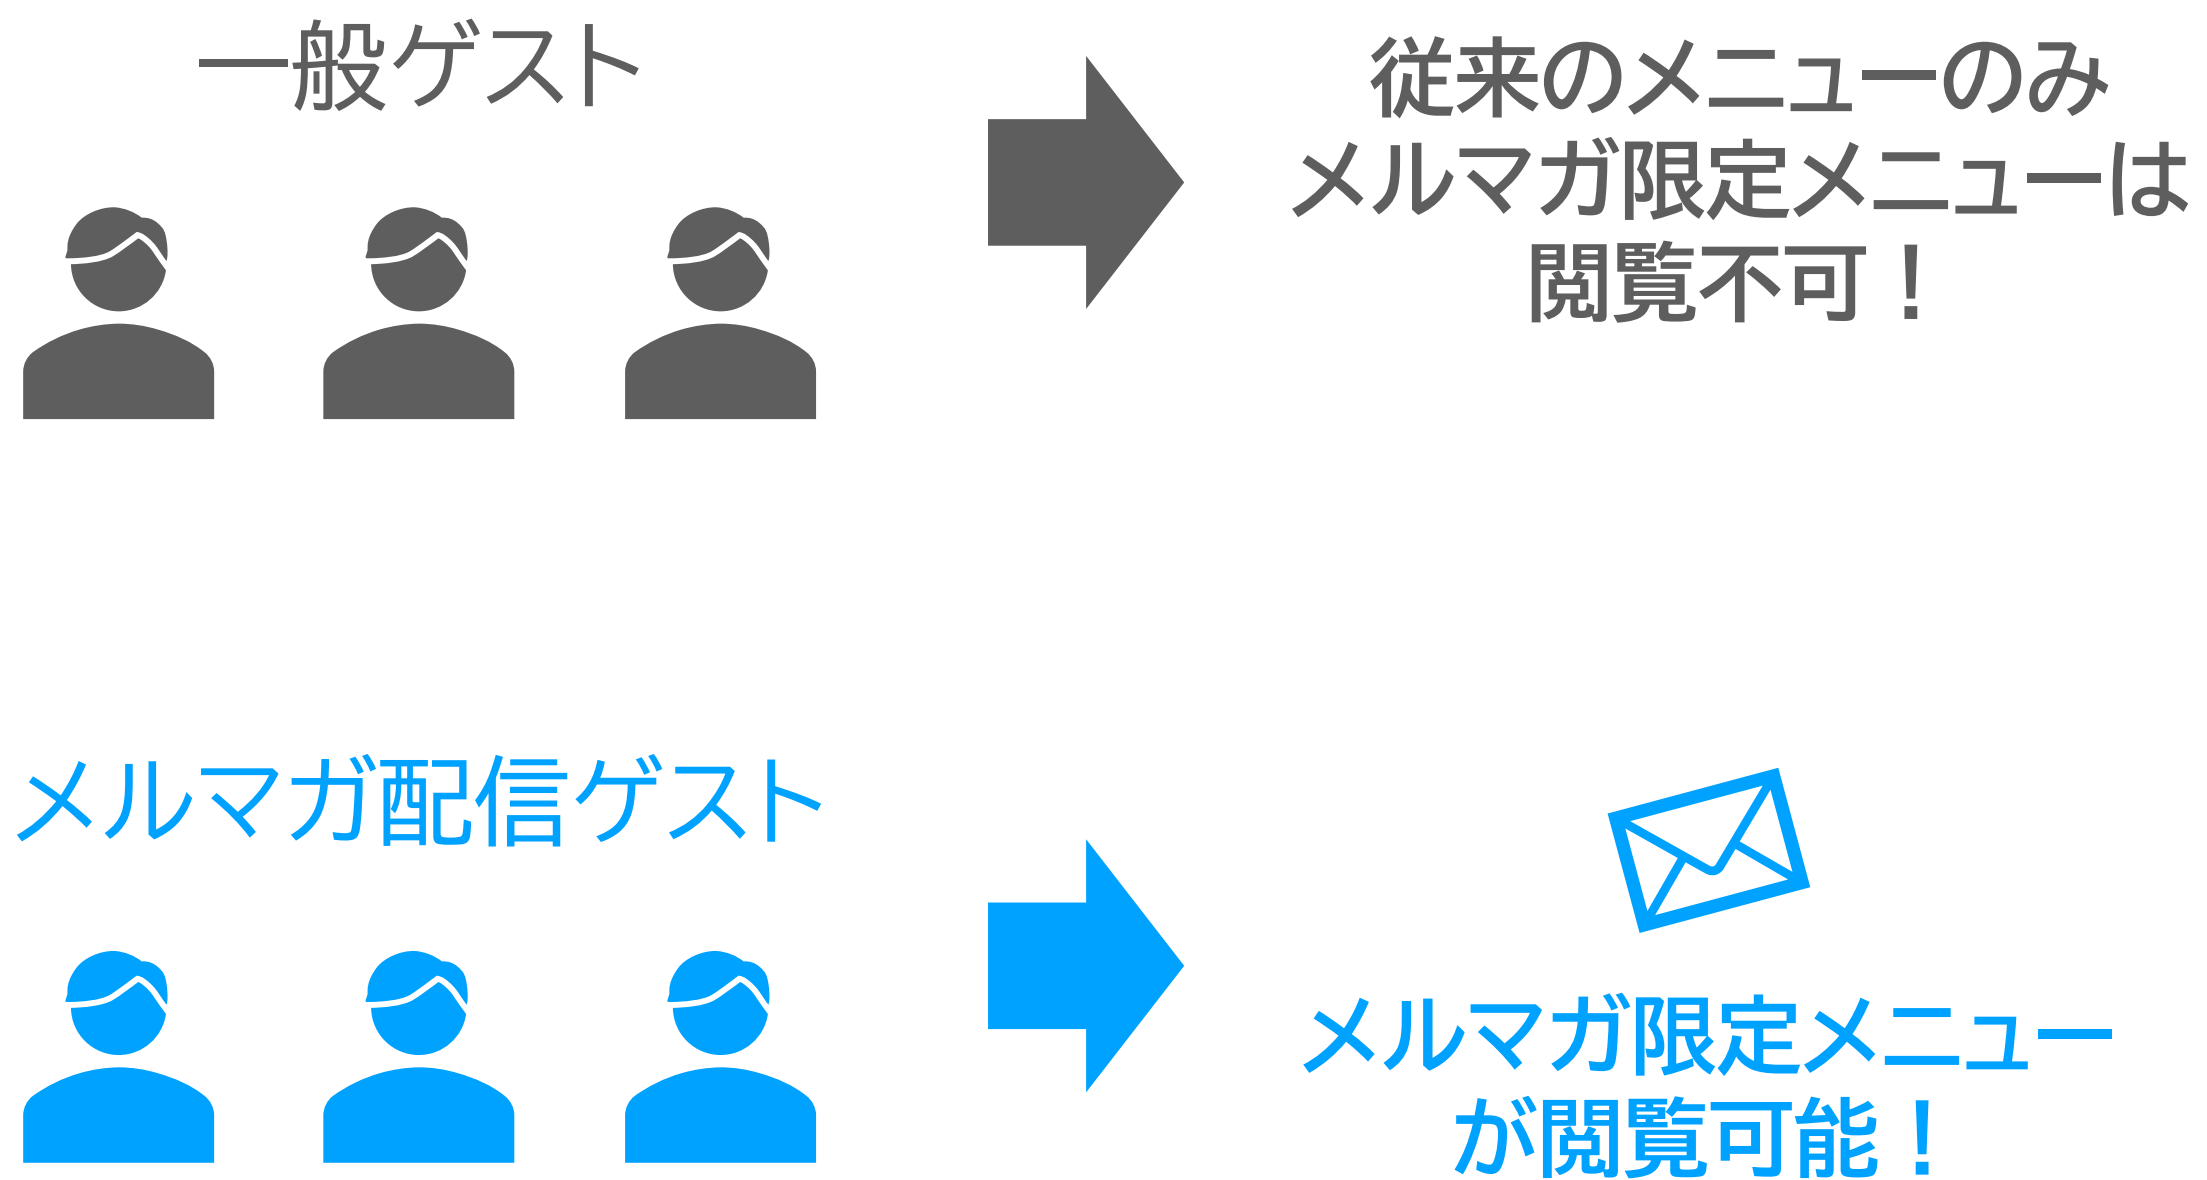 一般ゲスト
従来のメニューのみ
メルマガ限定メニューは
閲覧不可！
メルマガ配信ゲスト
メルマガ限定メニュー
が閲覧可能！